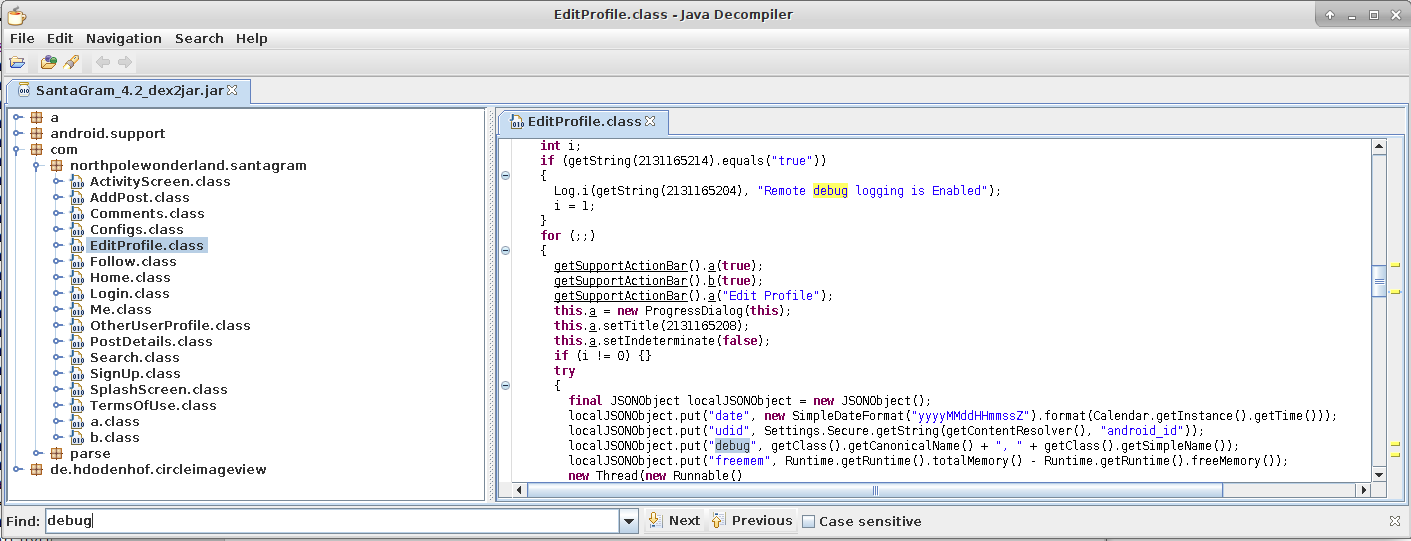 EditProfile.class - Java Decompiler
File Edit Navigation Search Help
SantaGram_4.2_dex2jar.jar
a
android.support
com
northpolewonderland.santagram
ActivityScreen.class
AddPost.class
Comments.class
Configs.class
EditProfile.class
Follow.class
Home.class
Login.class
Me.class
OtherUserProfile.class
PostDetails.class
Search.class
SignUp.class
SplashScreen.class
TermsOfUse.class
a.class
b.class
parse
de.hdodenhof.circleimageview
EditProfile.class
int i;
if (getString(2131165214).equals("true"))
{
Log.i(getString(2131165204), "Remote debug logging is Enabled");
i = 1;
}
for (;;)
{
getSupportActionBar().a(true);
getSupportActionBar().b(true);
getSupportActionBar().a("Edit Profile");
this.a = new ProgressDialog(this);
this.a.setTitle(2131165208);
this.a.setIndeterminate(false);
if (i != 0) {}
try
{
final JSONObject localJSONObject = new JSONObject();
localJSONObject.put("date", new SimpleDateFormat("yyyyMMddHHmmssZ").format(Calendar.getInstance().getTime()));
localJSONObject.put("udid", Settings.Secure.getString(getContentResolver(), "android_id"));
localJSONObject.put("debug", getClass().getCanonicalName() + ", " + getClass().getSimpleName());
localJSONObject.put("freemem", Runtime.getRuntime().totalMemory() - Runtime.getRuntime().freeMemory());
new Thread(new Runnable()
Find: debug Next Previous Case sensitive